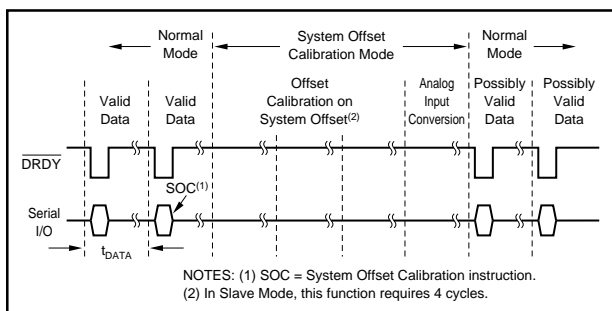 Normal Mode
System Offset Calibration Mode
Normal Mode
Valid Data
Valid Data
Offset Calibration on System Offset(2)
Analog Input Conversion
Possibly Valid Data
Possibly Valid Data
DRDY
SOC(1)
Serial I/O
tDATA
NOTES: (1) SOC = System Offset Calibration instruction.
(2) In Slave Mode, this function requires 4 cycles.